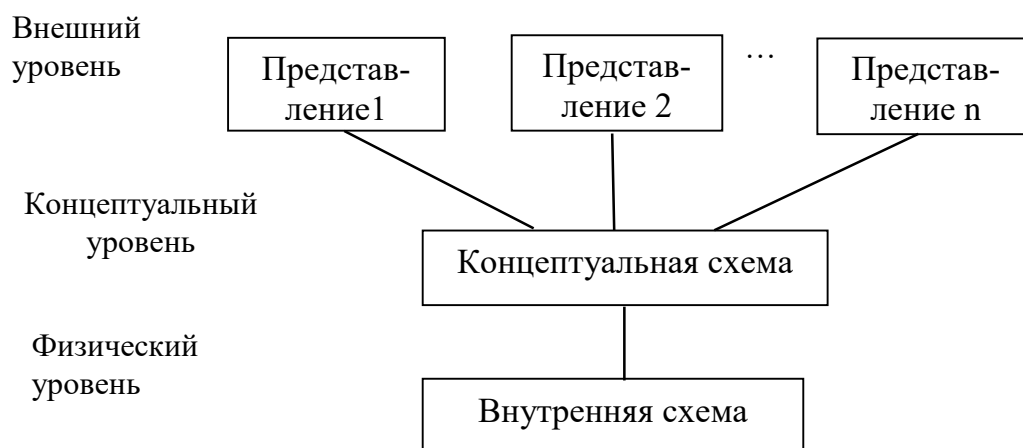 Внешний
уровень
Представ-
ление1
Представ-
ление 2
...
Представ-
ление n
Концептуальный
уровень
Концептуальная схема
Физический
уровень
Внутренняя схема